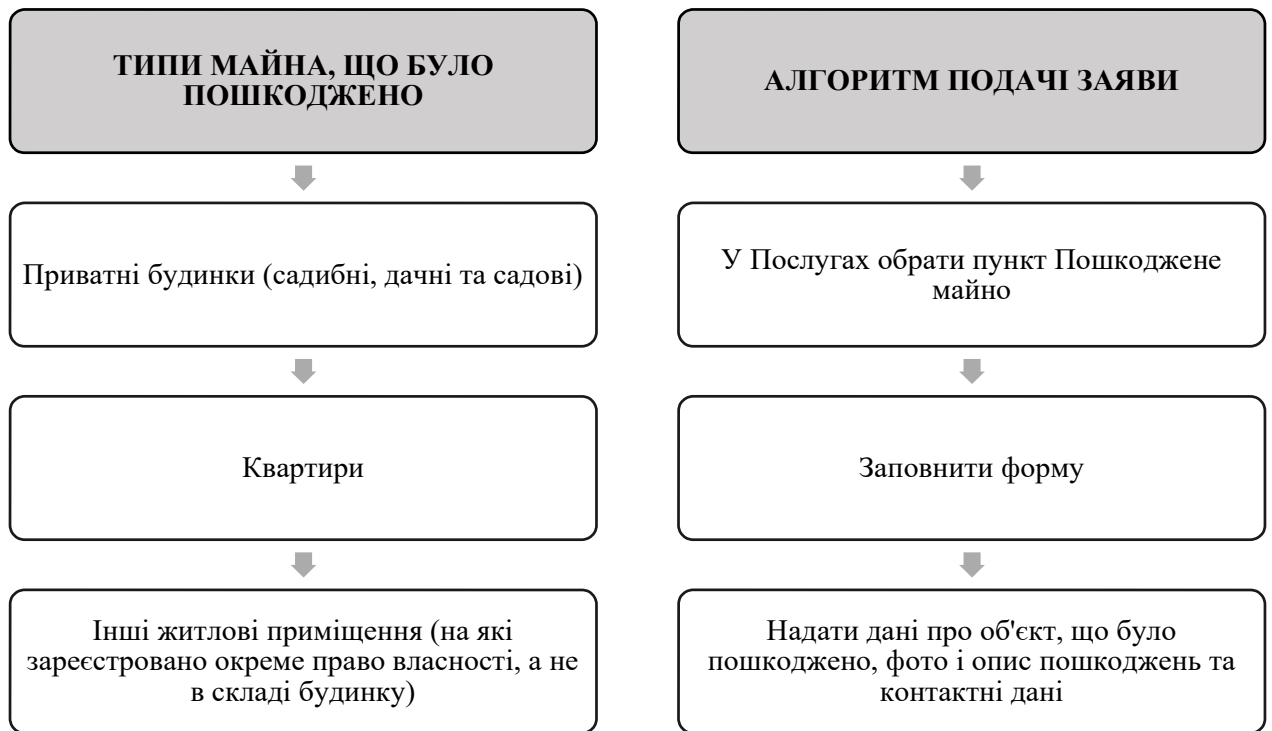 ТИПИ МАЙНА, ЩО БУЛО
ПОШКОДЖЕНО
Приватні будинки (садибні, дачні та садові)
Квартири
Інші житлові приміщення (на які
зареєстровано окреме право власності, а не
в складі будинку)
АЛГОРИТМ ПОДАЧІ ЗАЯВИ
У Послугах обрати пункт Пошкоджене
майно
Заповнити форму
Надати дані про об'єкт, що було
пошкоджено, фото і опис пошкоджень та
контактні дані